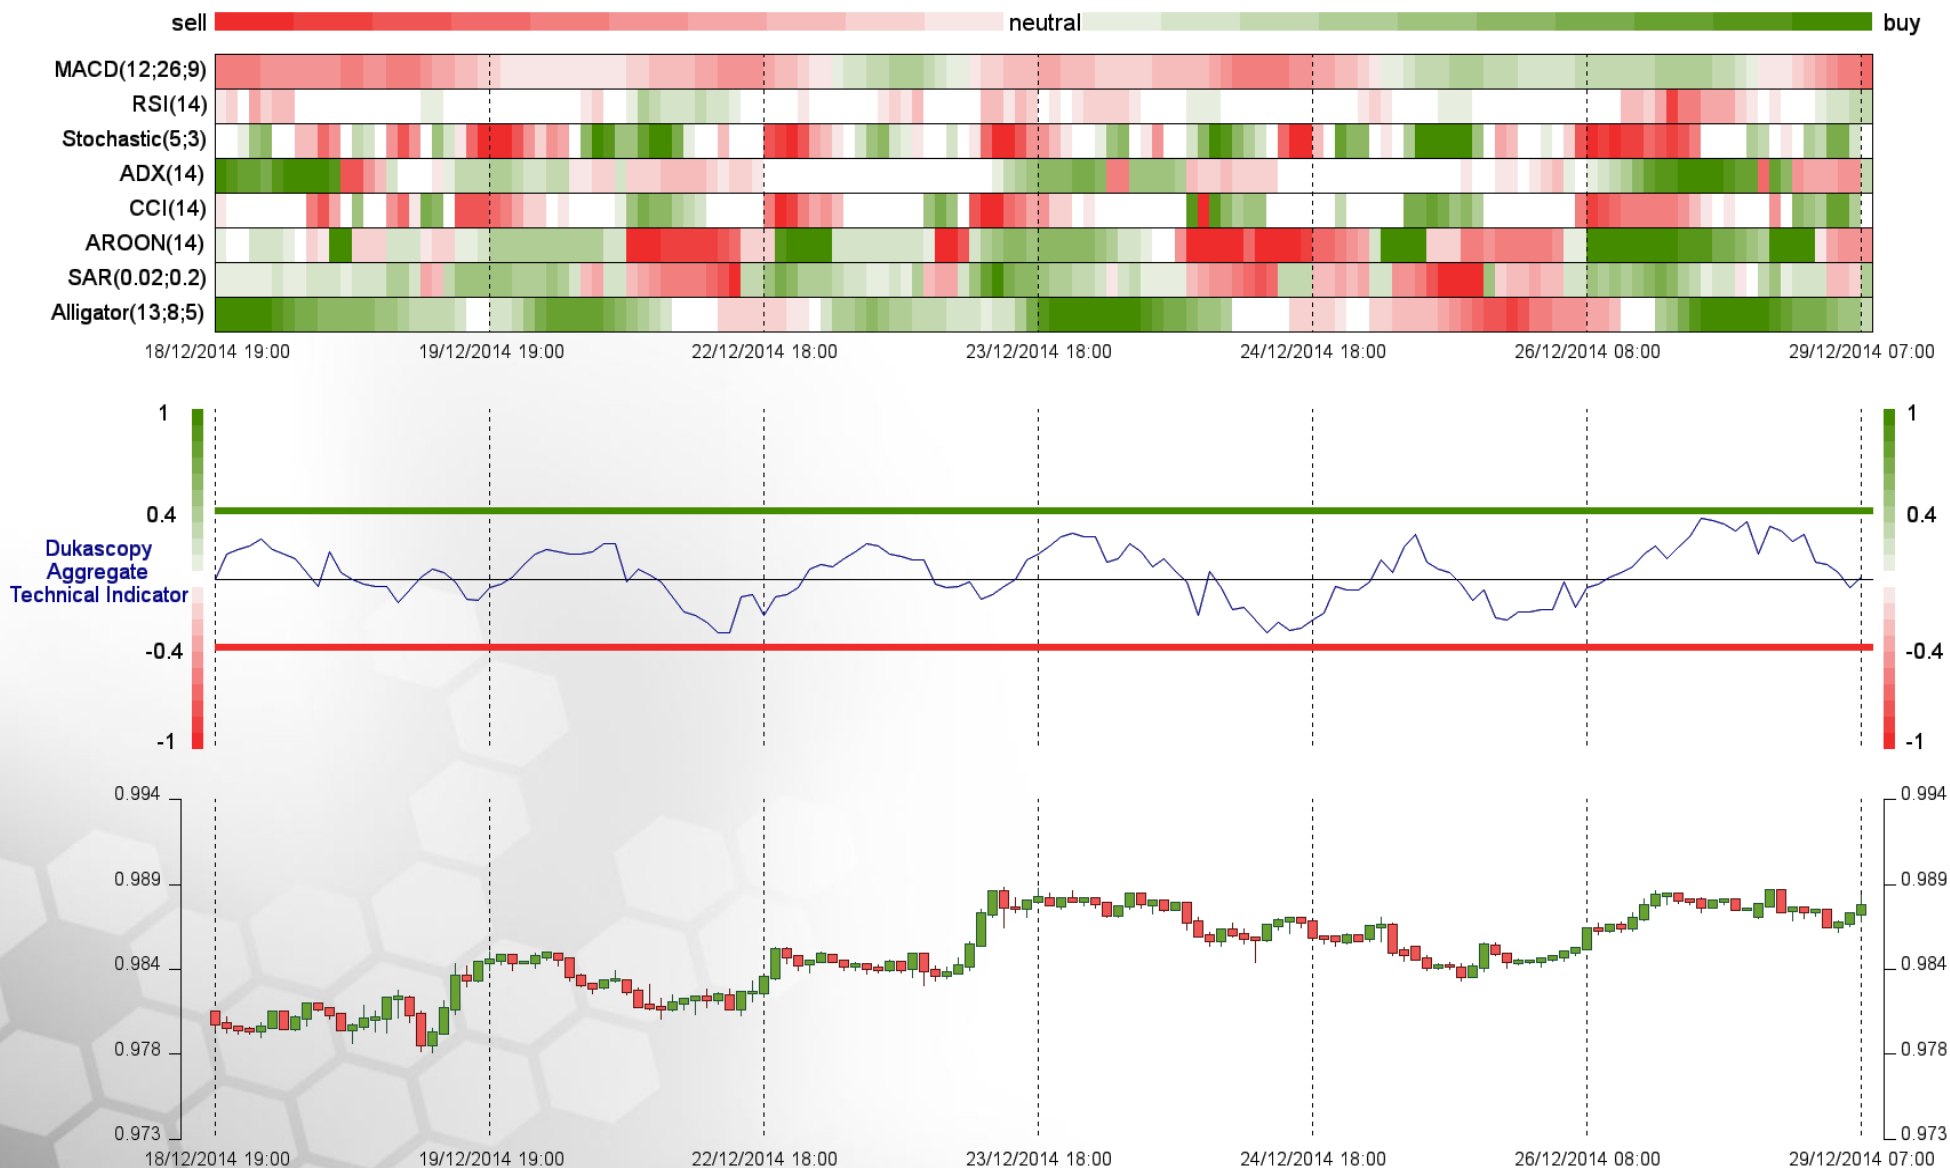 sell neutral buy
MACD(12;26;9)
RSI(14)
Stochastic(5;3)
ADX(14)
CCI(14)
AROON(14)
SAR(0.02;0.2)
Alligator(13;8;5)
18/12/2014 19:00 19/12/2014 19:00 22/12/2014 18:00 23/12/2014 18:00 24/12/2014 18:00 26/12/2014 08:00 29/12/2014 07:00
1 1
0.4 0.4
Dukascopy
Aggregate
Technical Indicator
-0.4 -0.4
-1 -1
0.994 0.994
0.989 0.989
0.984 0.984
0.978 0.978
0.973 0.973
18/12/2014 19:00 19/12/2014 19:00 22/12/2014 18:00 23/12/2014 18:00 24/12/2014 18:00 26/12/2014 08:00 29/12/2014 07:00